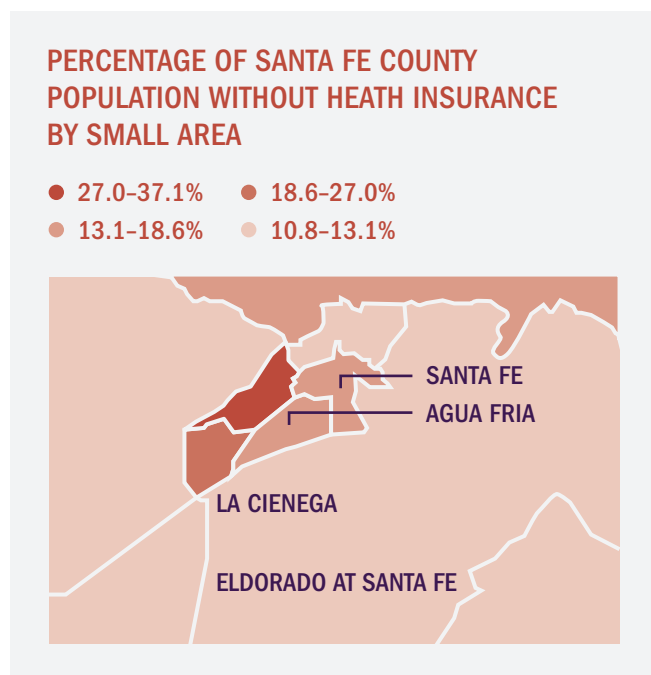 PERCENTAGE OF SANTA FE COUNTY
POPULATION WITHOUT HEATH INSURANCE
BY SMALL AREA
27.0–37.1%
18.6–27.0%
13.1–18.6%
10.8–13.1%
SANTA FE
AGUA FRIA
LA CIENEGA
ELDORADO AT SANTA FE